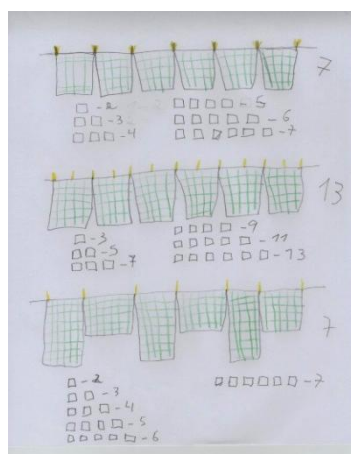 7
□ - 2
□ □ - 3
□ □ □ - 4
□ □ □ □ - 5
□ □ □ □ □ - 6
□ □ □ □ □ □ - 7
13
□ - 3
□ □ - 5
□ □ □ - 7
□ □ □ □ - 9
□ □ □ □ □ - 11
□ □ □ □ □ □ - 13
7
□ - 2
□ □ - 3
□ □ □ - 4
□ □ □ □ - 5
□ □ □ □ □ - 6
□ □ □ □ □ □ - 7